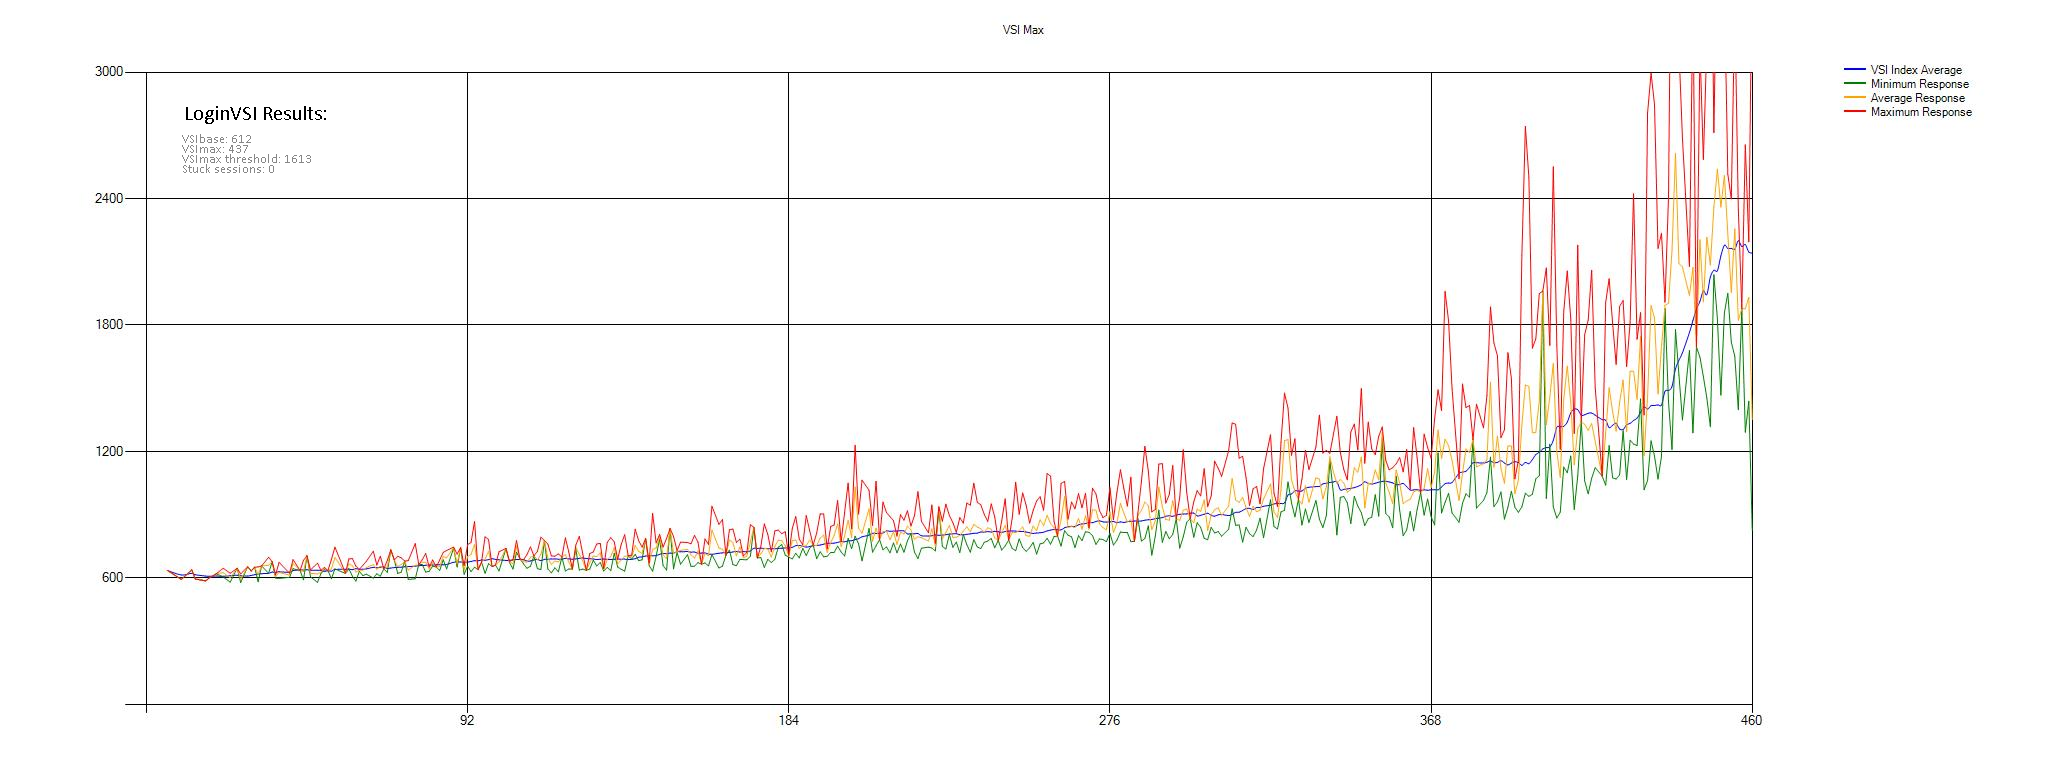 VSI Max
3000
2400
1800
1200
600
LoginVSI Results:
VSIbase: 612
VSImax: 437
VSImax threshold: 1613
Stuck sessions: 0
92
184
276
368
460
VSI Index Average
Minimum Response
Average Response
Maximum Response